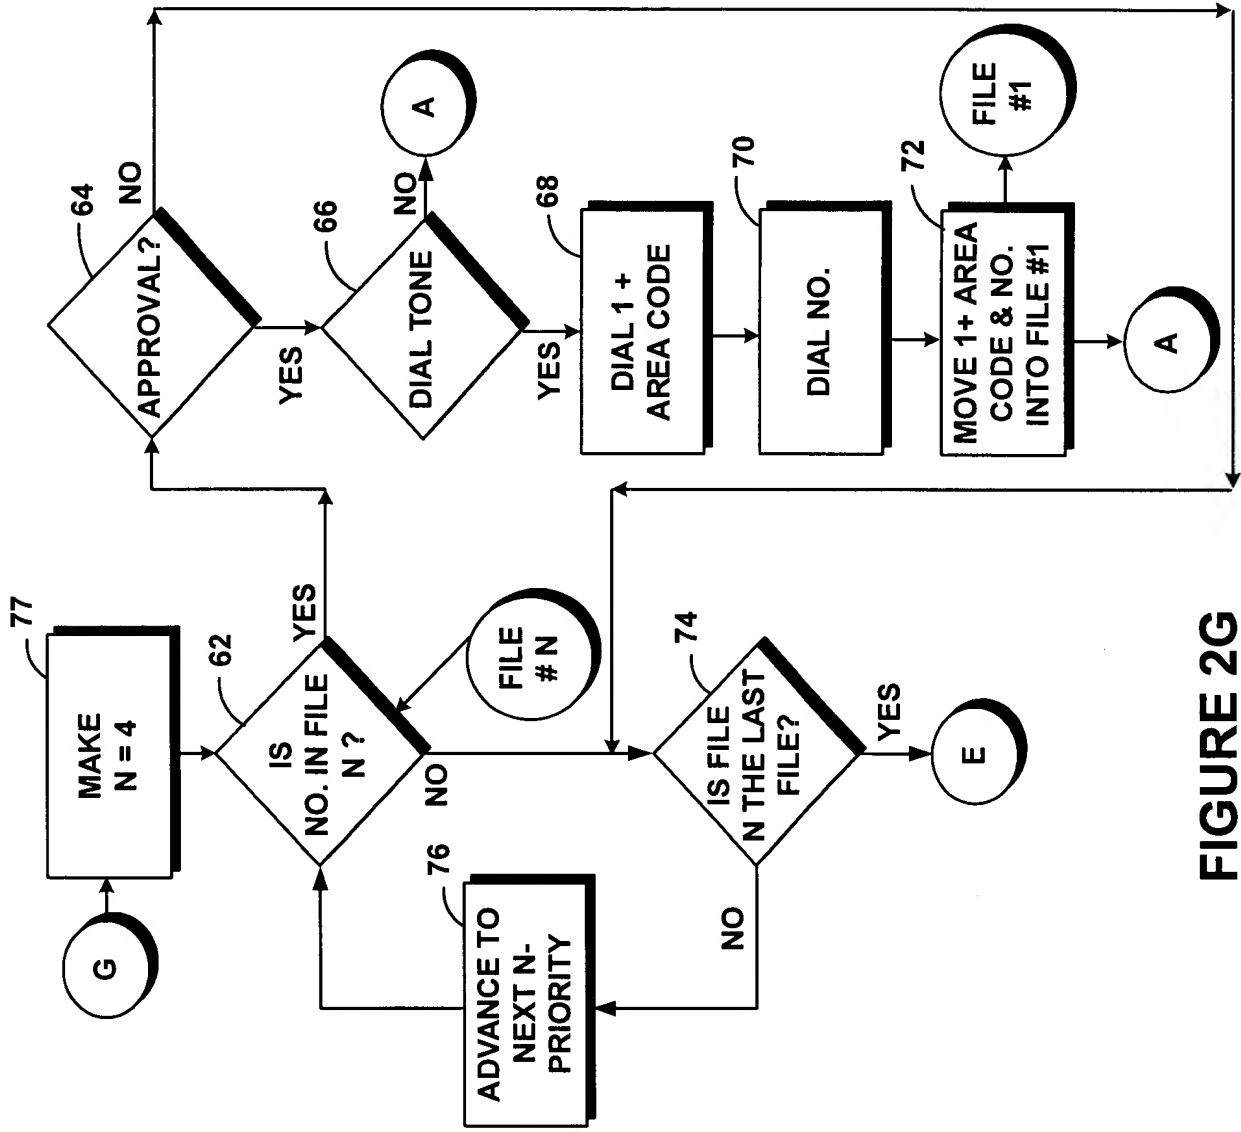 G
MAKE
N = 4
77
IS
NO. IN FILE
N ?
62
YES
NO
FILE
# N
IS FILE
N THE LAST
FILE?
74
NO
YES
E
ADVANCE TO
NEXT N-
PRIORITY
76
APPROVAL?
64
NO
YES
DIAL TONE
66
NO
A
YES
DIAL 1 +
AREA CODE
68
DIAL NO.
70
MOVE 1+ AREA
CODE & NO.
INTO FILE #1
72
FILE
#1
A
FIGURE 2G